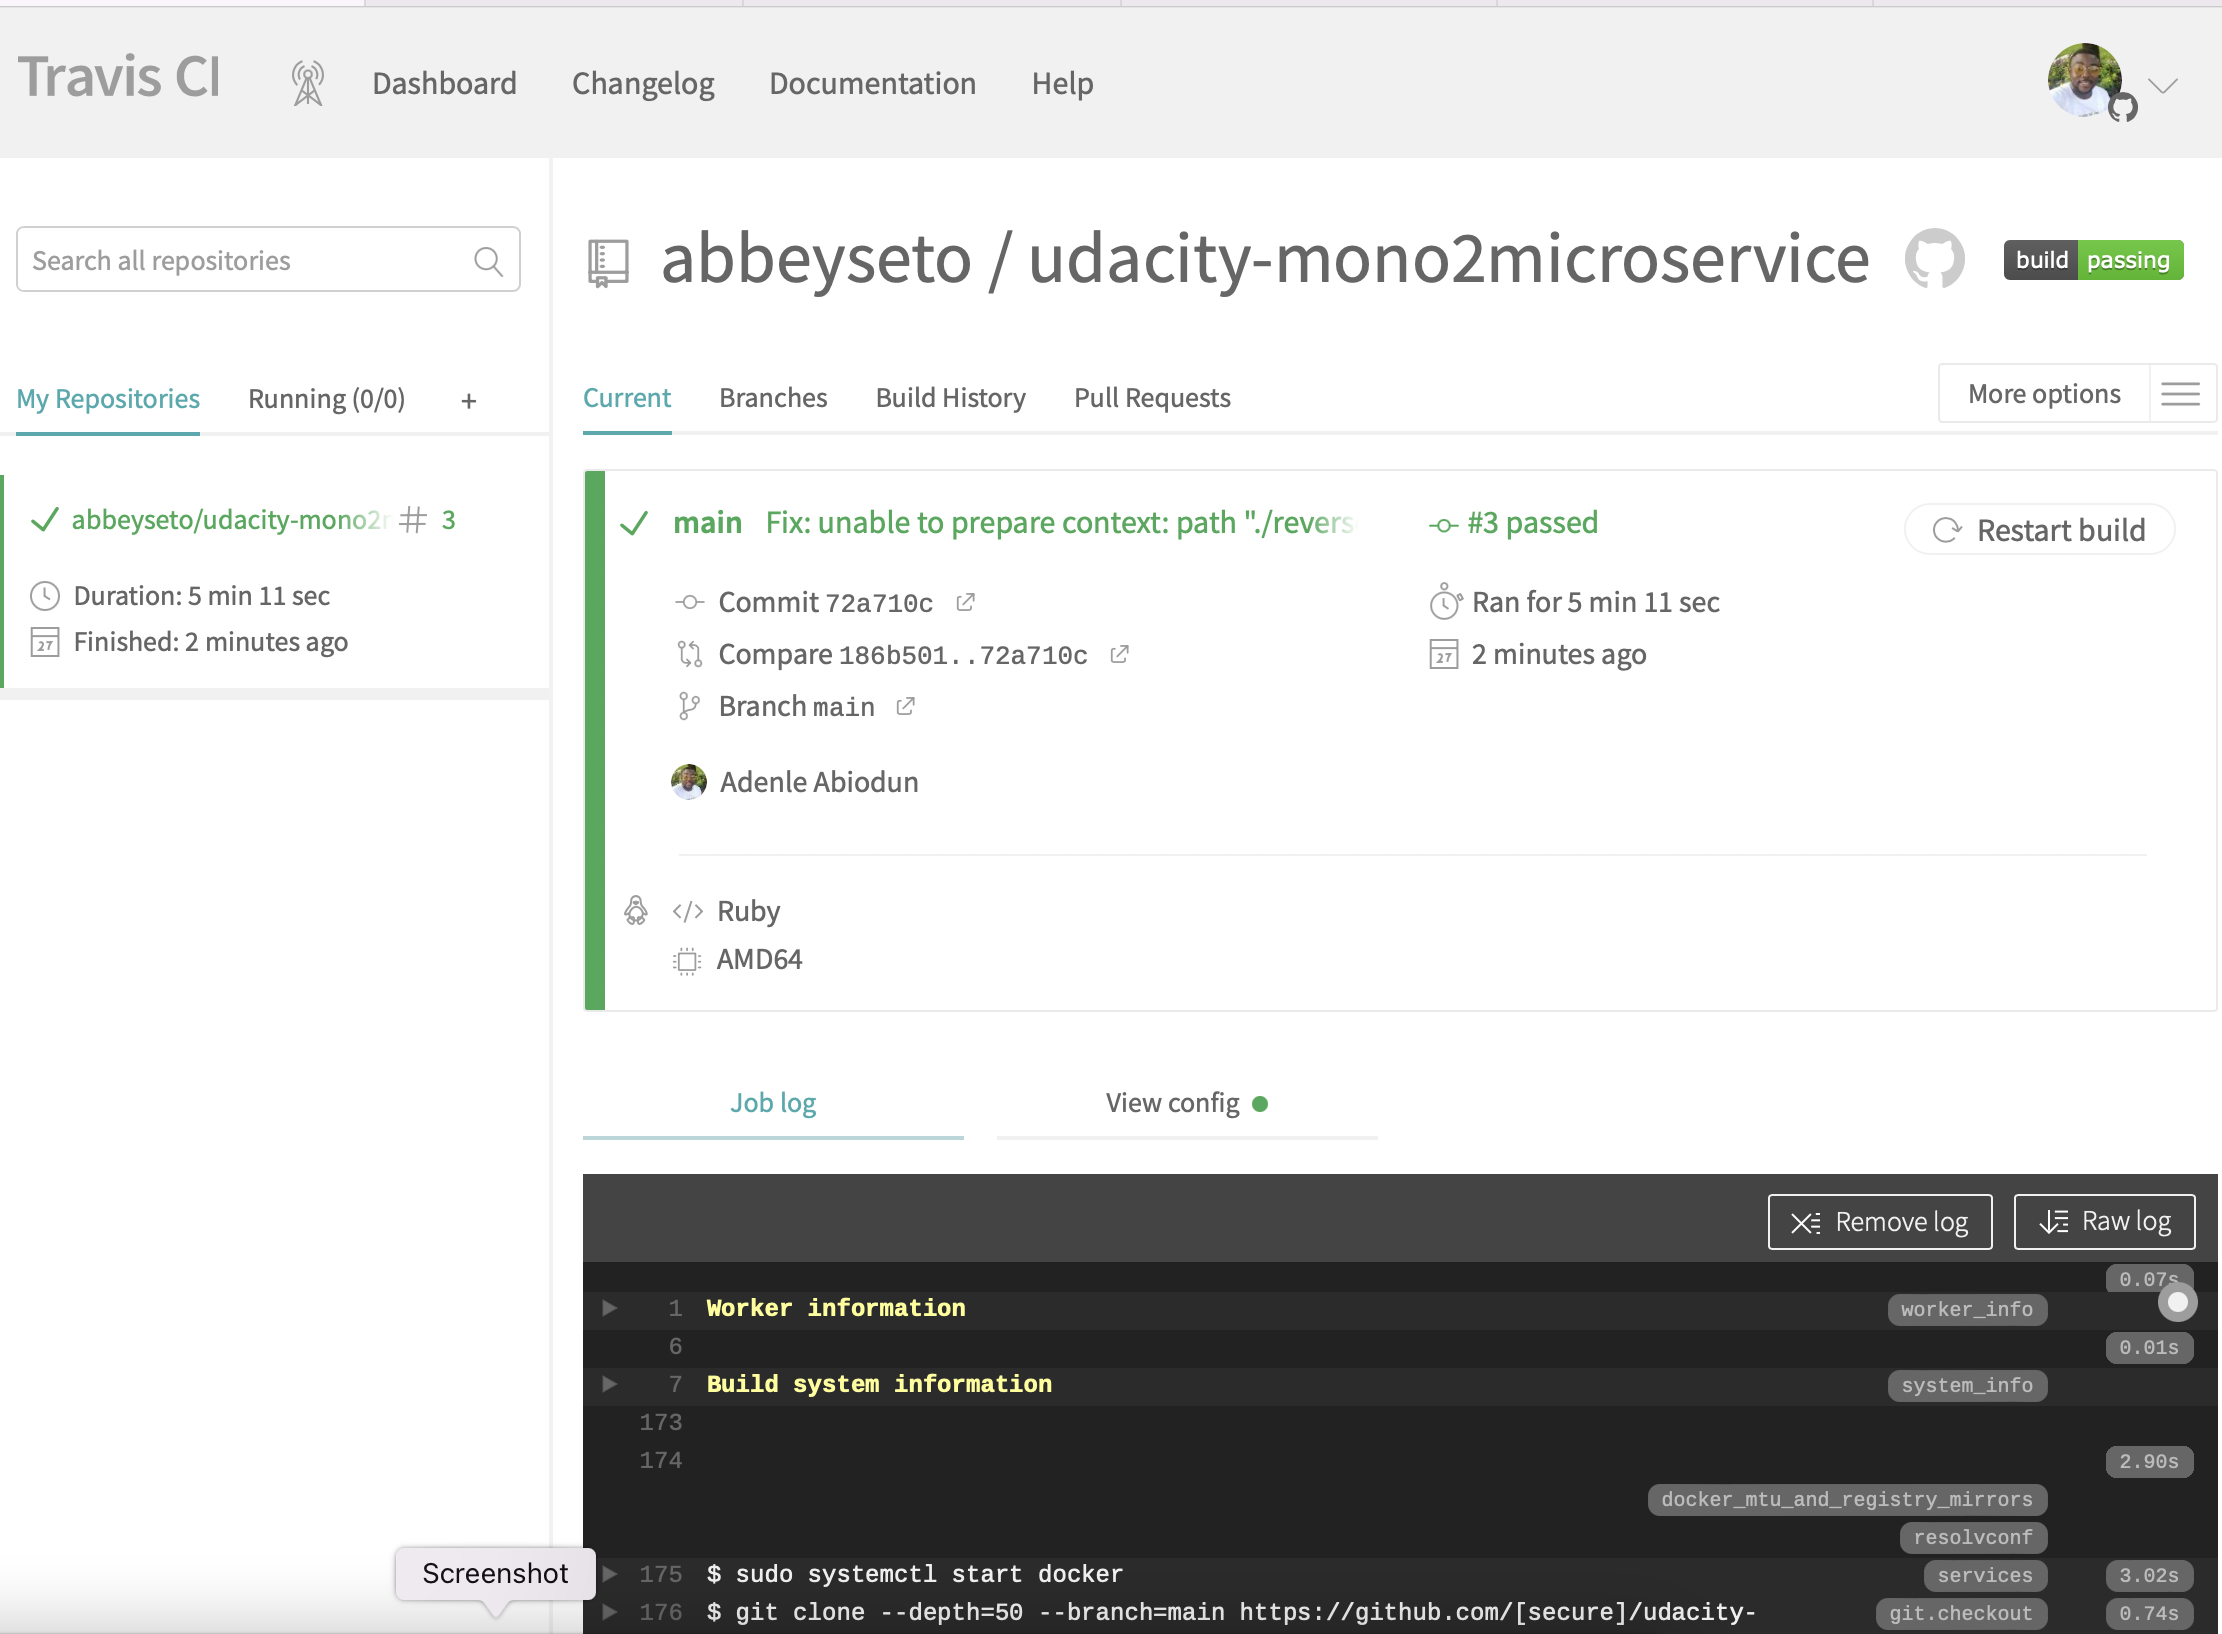 Travis CI
Dashboard
Changelog
Documentation
Help
Search all repositories
My Repositories
Running (0/0)
+
abbeyseto/udacity-mono2 # 3
Duration: 5 min 11 sec
27 Finished: 2 minutes ago
abbeyseto / udacity-mono2microservice
build passing
Current
Branches
Build History
Pull Requests
More options
main Fix: unable to prepare context: path "./revers
#3 passed
Restart build
Commit 72a710c
Ran for 5 min 11 sec
Compare 186b501..72a710c
27 2 minutes ago
Branch main
Adenle Abiodun
</> Ruby
AMD64
Job log
View config
Remove log
Raw log
0.07s
1 Worker information worker_info
6 0.01s
7 Build system information system_info
173
174 2.90s
docker_mtu_and_registry_mirrors
resolvconf
175 $ sudo systemctl start docker services 3.02s
176 $ git clone --depth=50 --branch=main https://github.com/[secure]/udacity- git.checkout 0.74s
Screenshot